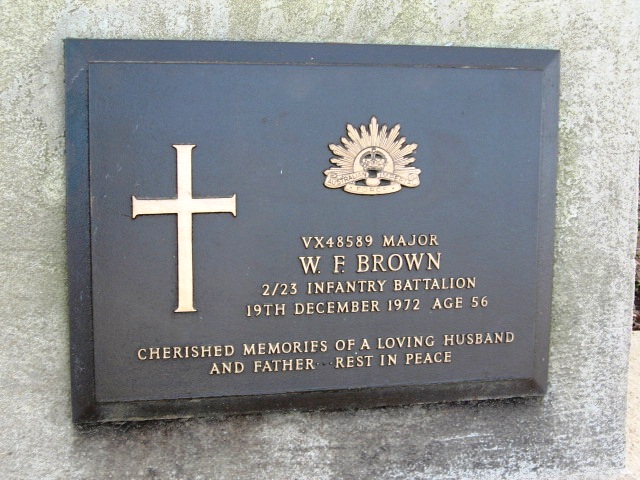 VX48589 MAJOR
W. F. BROWN
2/23 INFANTRY BATTALION
19TH DECEMBER 1972 AGE 56
CHERISHED MEMORIES OF A LOVING HUSBAND
AND FATHER - REST IN PEACE